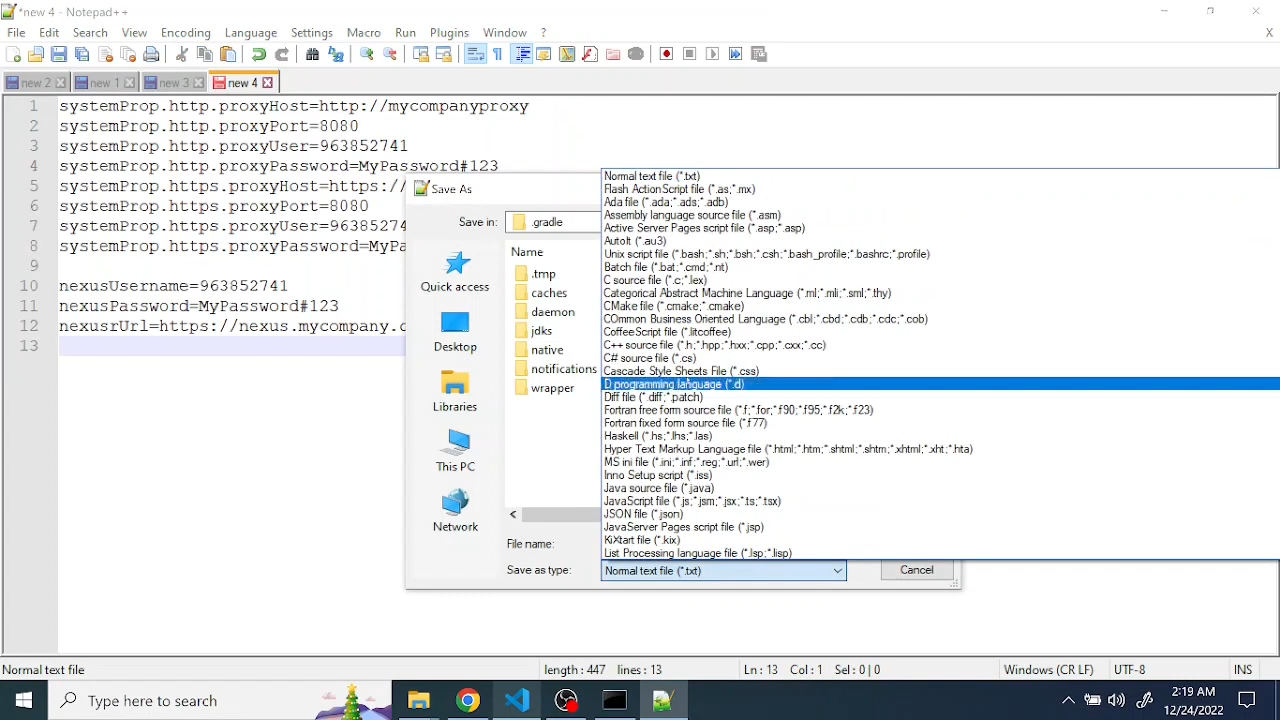 *new 4 - Notepad++
File Edit Search View Encoding Language Settings Macro Run Plugins Window ? X
new 2 new 1 new 3 new 4
1 systemProp.http.proxyHost=http://mycompanyproxy
2 systemProp.http.proxyPort=8080
3 systemProp.http.proxyUser=963852741
4 systemProp.http.proxyPassword=MyPassword#123
5 systemProp.https.proxyHost=https:/
6 systemProp.https.proxyPort=8080
7 systemProp.https.proxyUser=9638527
8 systemProp.https.proxyPassword=MyPa
9
10 nexusUsername=963852741
11 nexusPassword=MyPassword#123
12 nexusrUrl=https://nexus.mycompany.c
13
Save As
Save in: .gradle
Quick access
Desktop
Libraries
This PC
Network
Name
.tmp
caches
daemon
jdks
native
notifications
wrapper
File name:
Save as type: Normal text file (*.txt) Cancel
Normal text file (*.txt)
Flash ActionScript file (*.as;*.mx)
Ada file (*.ada;*.ads;*.adb)
Assembly language source file (*.asm)
Active Server Pages script file (*.asp;*.asp)
AutoIt (*.au3)
Unix script file (*.bash;*.sh;*.bsh;*.csh;*.bash_profile;*.bashrc;*.profile)
Batch file (*.bat;*.cmd;*.nt)
C source file (*.c;*.lex)
Categorical Abstract Machine Language (*.ml;*.mli;*.sml;*.thy)
CMake file (*.cmake;*.cmake)
COmmon Business Oriented Language (*.cbl;*.cbd;*.cdb;*.cdc;*.cob)
CoffeeScript file (*.litcoffee)
C++ source file (*.h;*.hpp;*.hxx;*.cpp;*.cxx;*.cc)
C# source file (*.cs)
Cascade Style Sheets File (*.css)
D programming language (*.d)
Diff file (*.diff;*.patch)
Fortran free form source file (*.f;*.for;*.f90;*.f95;*.f2k;*.f23)
Fortran fixed form source file (*.f77)
Haskell (*.hs;*.lhs;*.las)
Hyper Text Markup Language file (*.html;*.htm;*.shtml;*.shtm;*.xhtml;*.xht;*.hta)
MS ini file (*.ini;*.inf;*.reg;*.url;*.wer)
Inno Setup script (*.iss)
Java source file (*.java)
JavaScript file (*.js;*.jsm;*.jsx;*.ts;*.tsx)
JSON file (*.json)
JavaServer Pages script file (*.jsp)
KiXtart file (*.kix)
List Processing language file (*.lsp;*.lisp)
Normal text file length : 447 lines : 13 Ln : 13 Col : 1 Sel : 0 | 0 Windows (CR LF) UTF-8 INS
Type here to search
2:19 AM
12/24/2022